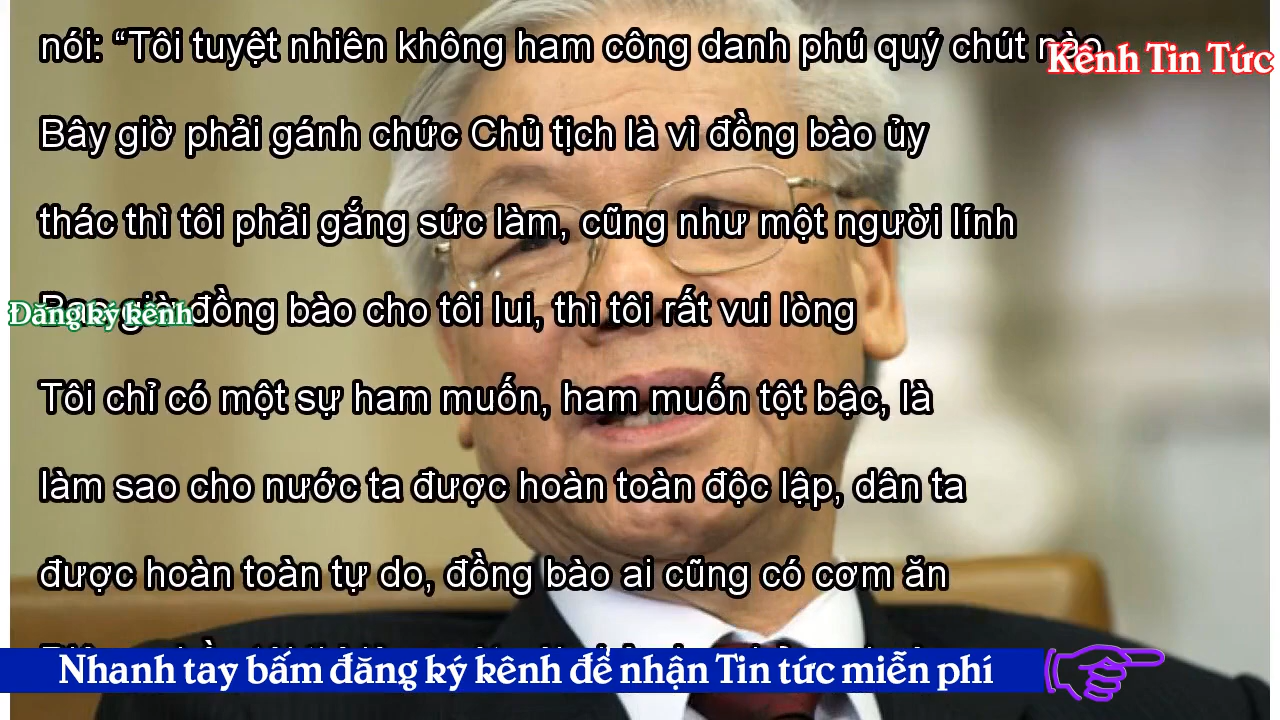 nói: “Tôi tuyệt nhiên không ham công danh phú quý chút nào
Kênh Tin Tức
Bây giờ phải gánh chức Chủ tịch là vì đồng bào ủy
thác thì tôi phải gắng sức làm, cũng như một người lính
Đăng ký kênh
đồng bào cho tôi lui, thì tôi rất vui lòng
Tôi chỉ có một sự ham muốn, ham muốn tột bậc, là
làm sao cho nước ta được hoàn toàn độc lập, dân ta
được hoàn toàn tự do, đồng bào ai cũng có cơm ăn
Nhanh tay bấm đăng ký kênh để nhận Tin tức miễn phí